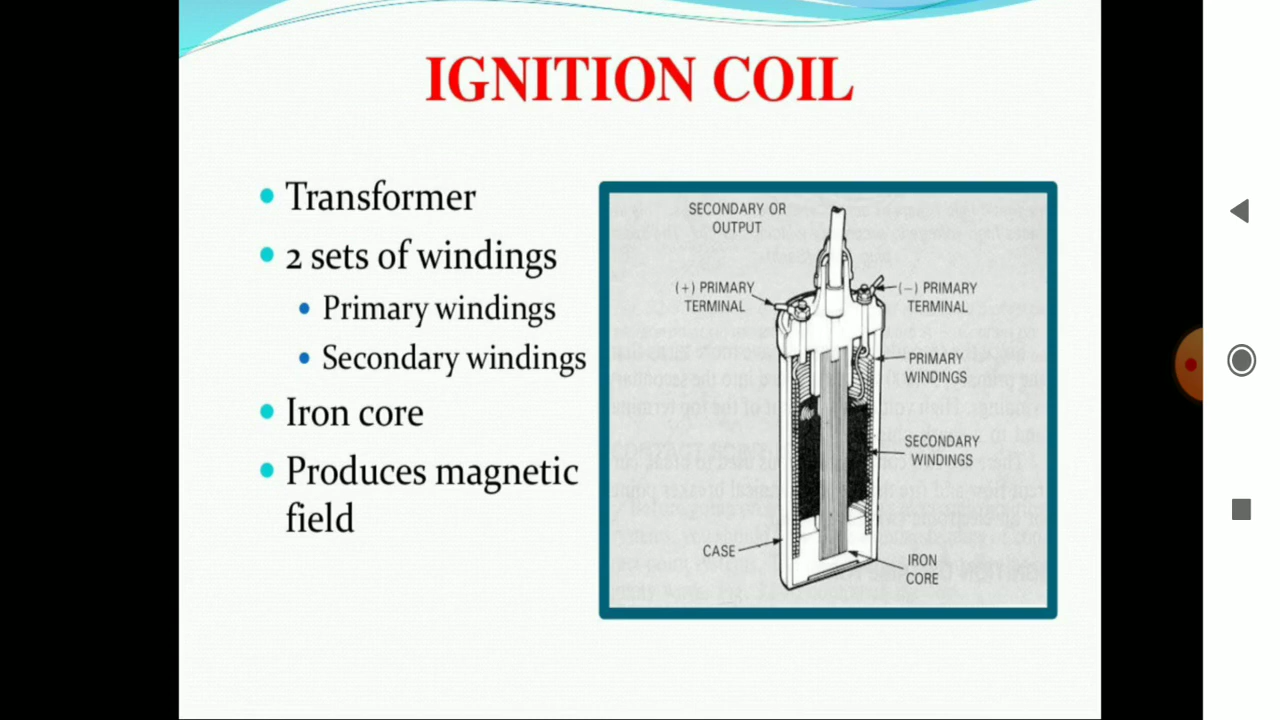 IGNITION COIL
Transformer
2 sets of windings
Primary windings
Secondary windings
Iron core
Produces magnetic
field
SECONDARY OR
OUTPUT
(+) PRIMARY
TERMINAL
(−) PRIMARY
TERMINAL
PRIMARY
WINDINGS
SECONDARY
WINDINGS
CASE
IRON
CORE